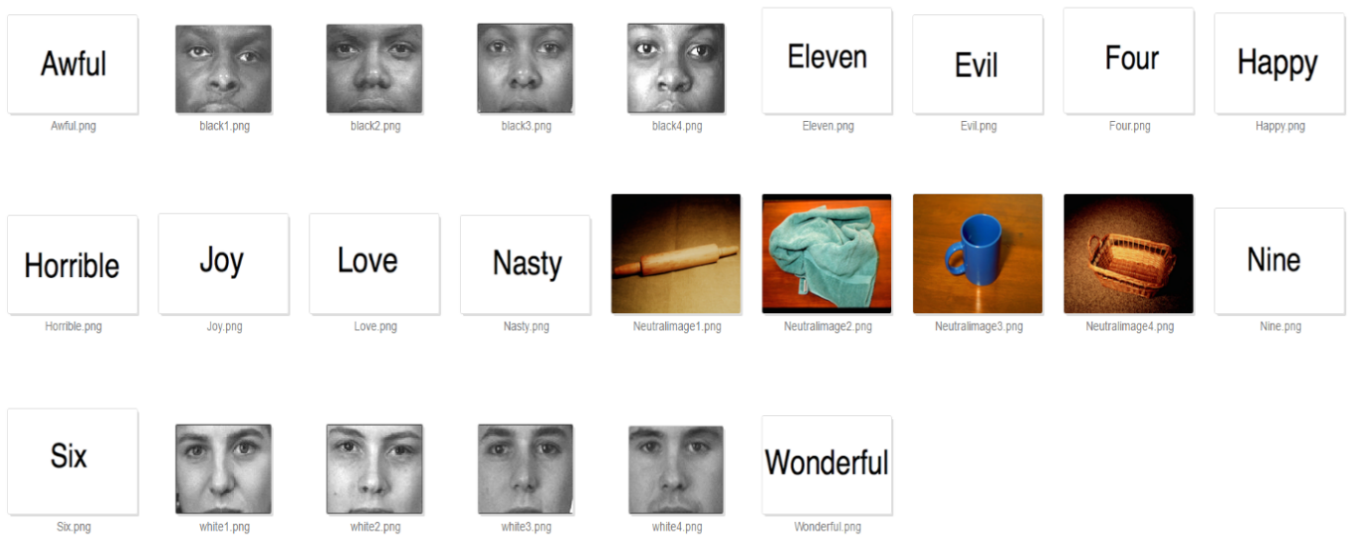 Awful
Eleven
Evil
Four
Happy
Awful.png
black1.png
black2.png
black3.png
black4.png
Eleven.png
Evil.png
Four.png
Happy.png
Horrible
Joy
Love
Nasty
Nine
Horrible.png
Joy.png
Love.png
Nasty.png
Neutralimage1.png
Neutralimage2.png
Neutralimage3.png
Neutralimage4.png
Nine.png
Six
Wonderful
Six.png
white1.png
white2.png
white3.png
white4.png
Wonderful.png